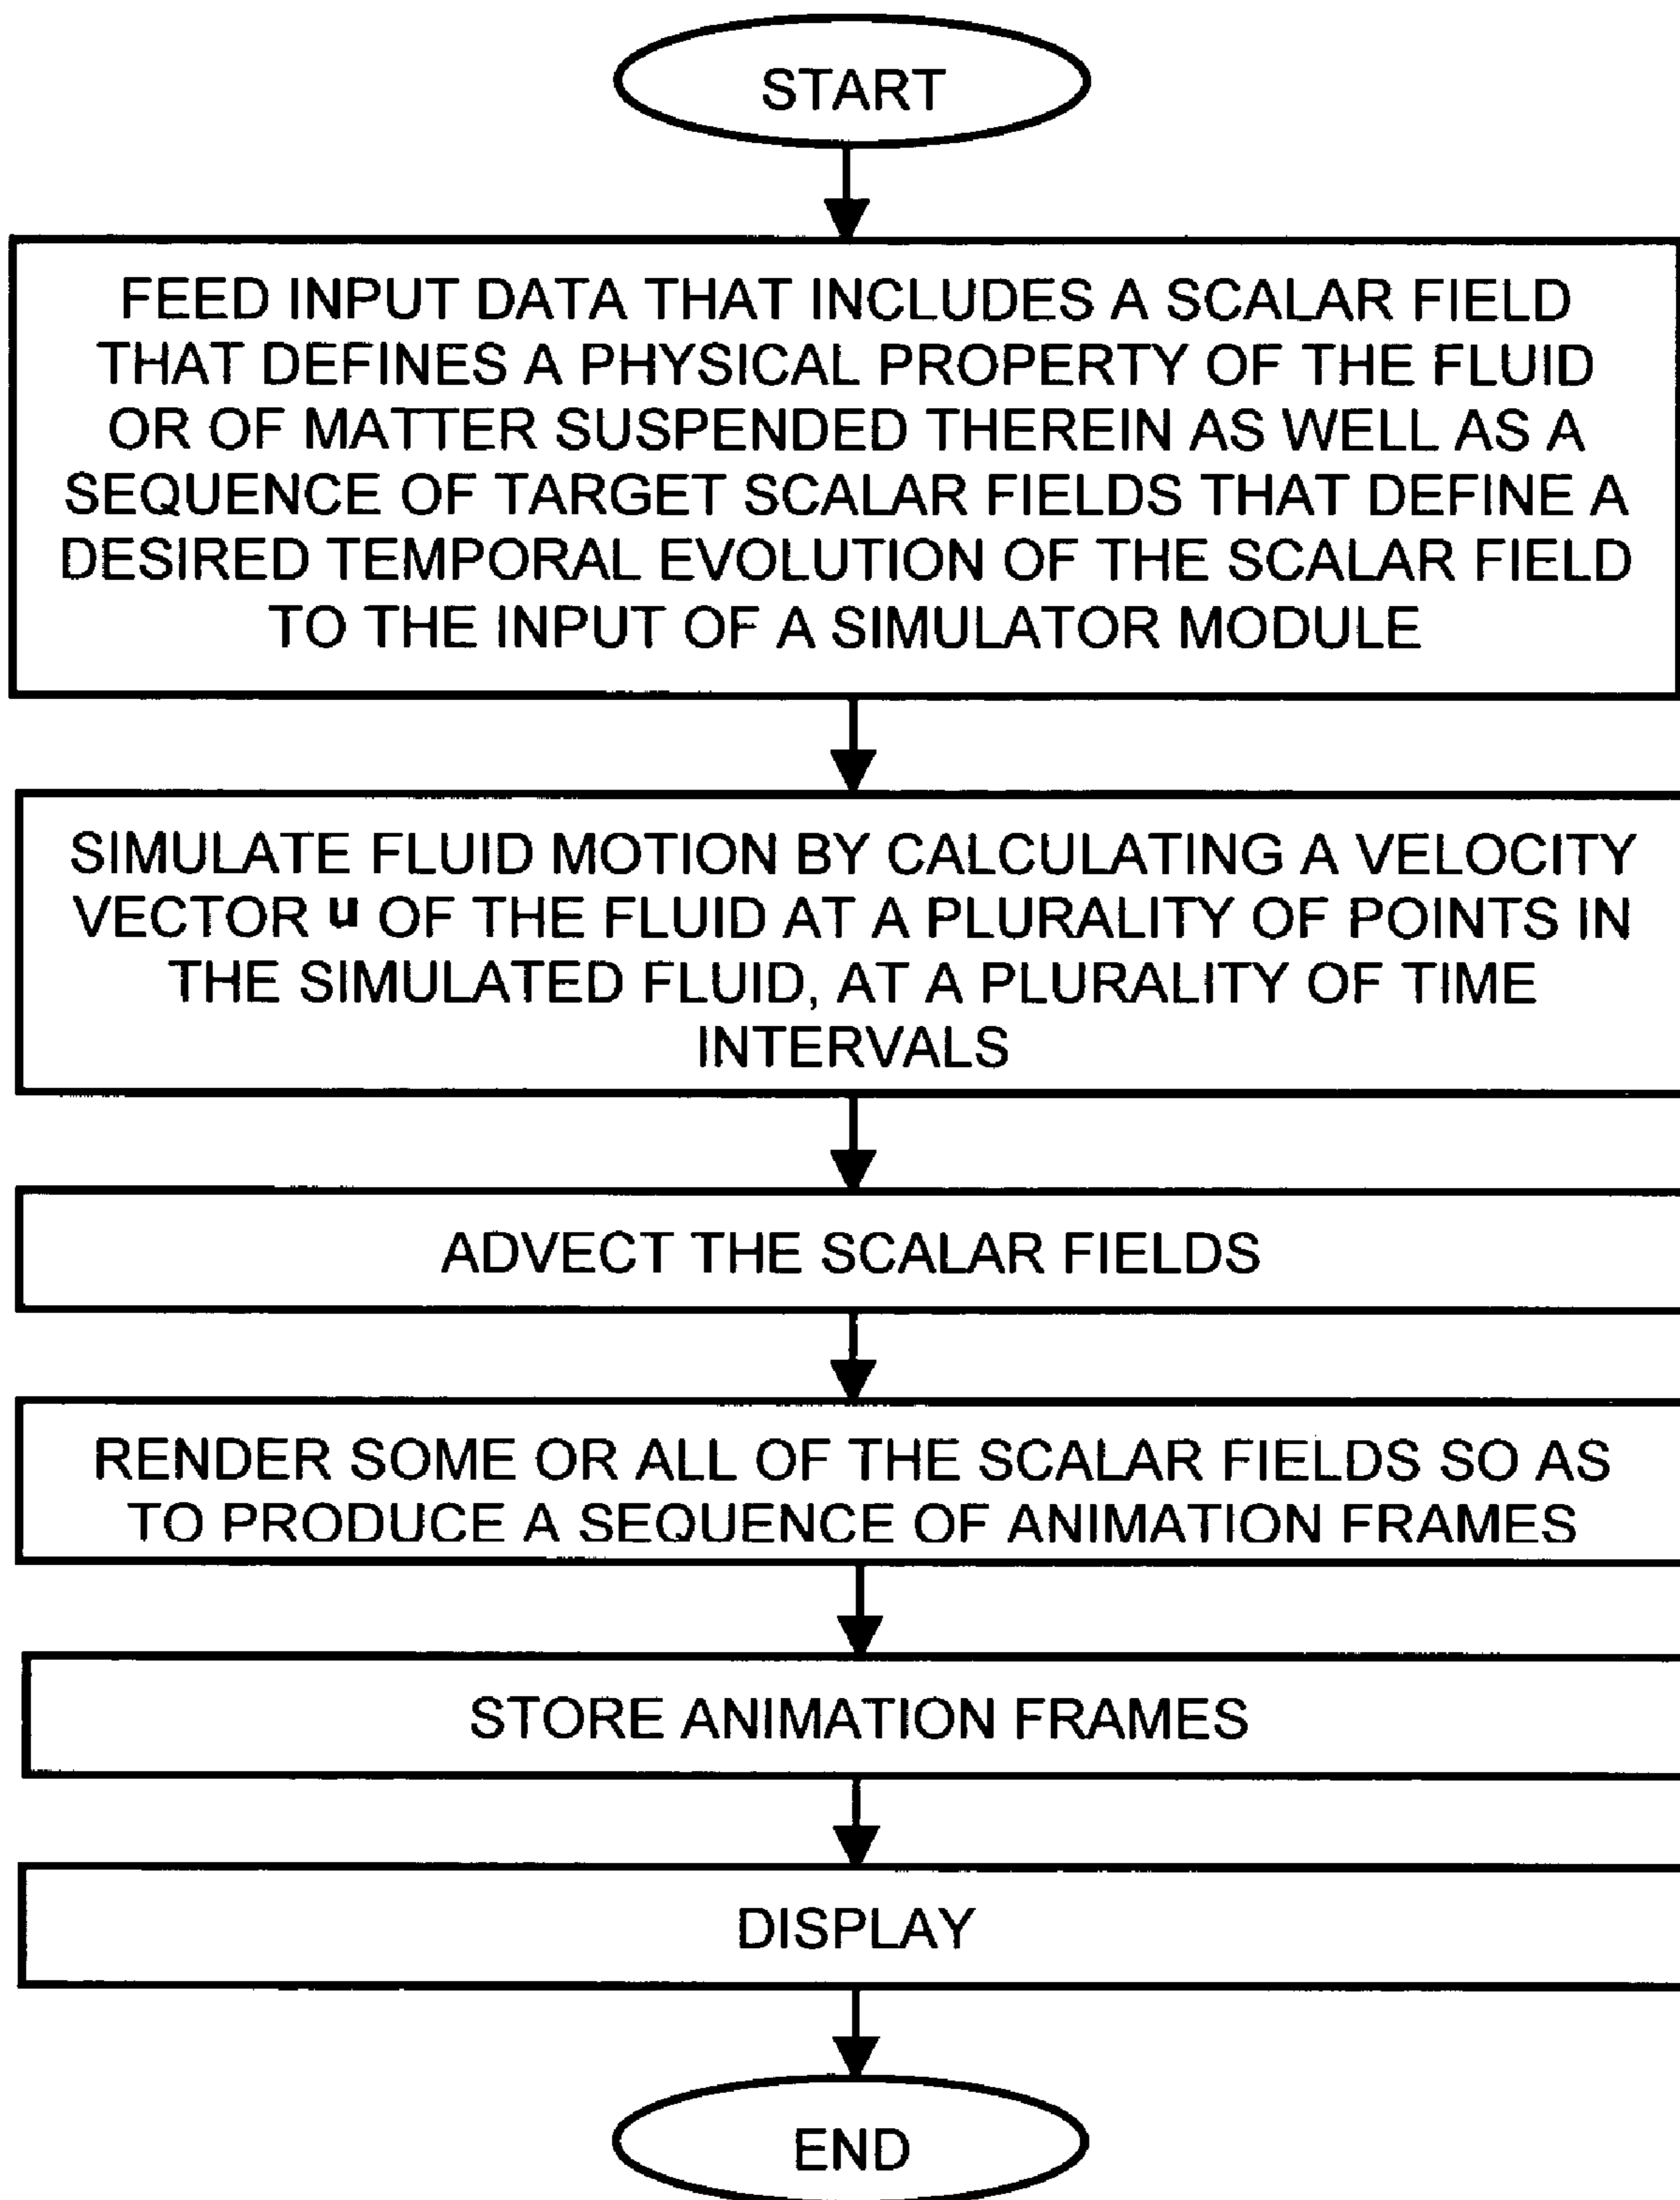 START
FEED INPUT DATA THAT INCLUDES A SCALAR FIELD
THAT DEFINES A PHYSICAL PROPERTY OF THE FLUID
OR OF MATTER SUSPENDED THEREIN AS WELL AS A
SEQUENCE OF TARGET SCALAR FIELDS THAT DEFINE A
DESIRED TEMPORAL EVOLUTION OF THE SCALAR FIELD
TO THE INPUT OF A SIMULATOR MODULE
SIMULATE FLUID MOTION BY CALCULATING A VELOCITY
VECTOR u OF THE FLUID AT A PLURALITY OF POINTS IN
THE SIMULATED FLUID, AT A PLURALITY OF TIME
INTERVALS
ADVECT THE SCALAR FIELDS
RENDER SOME OR ALL OF THE SCALAR FIELDS SO AS
TO PRODUCE A SEQUENCE OF ANIMATION FRAMES
STORE ANIMATION FRAMES
DISPLAY
END